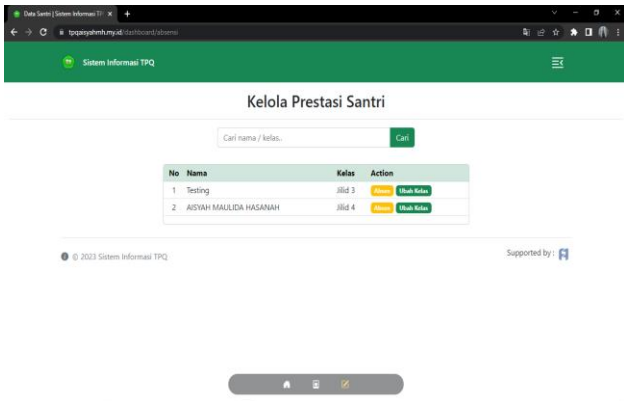 Data Santri | Sistem Informasi TP
tpqaisyahmh.my.id/dashboard/absensi
Sistem Informasi TPQ
Kelola Prestasi Santri
Cari nama / kelas.. Cari
No Nama Kelas Action
1 Testing Jilid 3 Absen Ubah Kelas
2 AISYAH MAULIDA HASANAH Jilid 4 Absen Ubah Kelas
© 2023 Sistem Informasi TPQ Supported by :